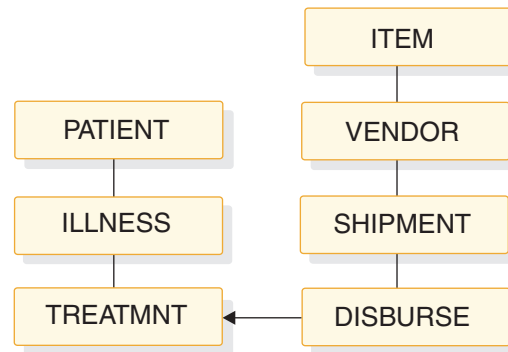 ITEM
PATIENT
VENDOR
ILLNESS
SHIPMENT
TREATMNT
DISBURSE